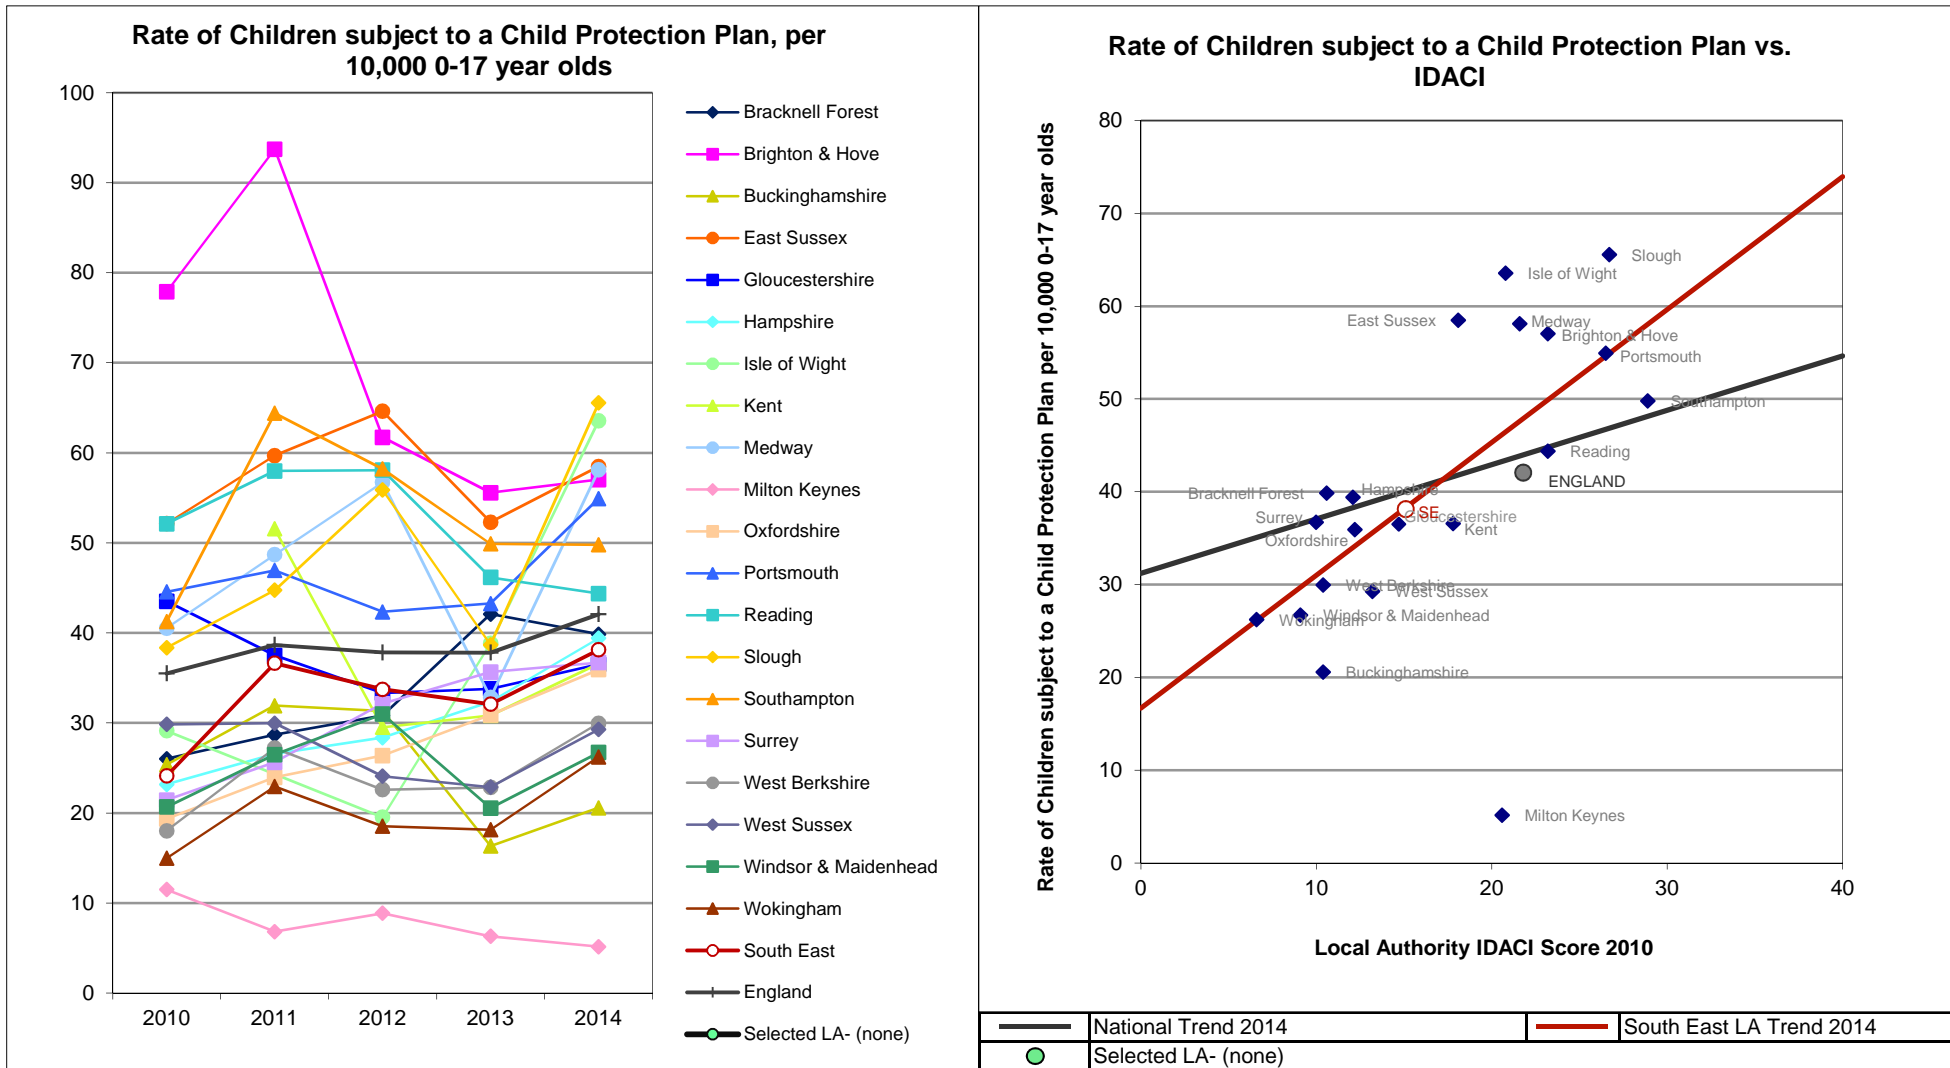 Rate of Children subject to a Child Protection Plan, per
10,000 0-17 year olds
100
90
80
70
60
50
40
30
20
10
0
2010
2011
2012
2013
2014
Bracknell Forest
Brighton & Hove
Buckinghamshire
East Sussex
Gloucestershire
Hampshire
Isle of Wight
Kent
Medway
Milton Keynes
Oxfordshire
Portsmouth
Reading
Slough
Southampton
Surrey
West Berkshire
West Sussex
Windsor & Maidenhead
Wokingham
South East
England
Selected LA- (none)
Rate of Children subject to a Child Protection Plan vs.
IDACI
Rate of Children subject to a Child Protection Plan per 10,000 0-17 year olds
80
70
60
50
40
30
20
10
0
0
10
20
30
40
Slough
Isle of Wight
East Sussex
Medway
Brighton & Hove
Portsmouth
Southampton
Reading
ENGLAND
Bracknell Forest
Hampshire
SE
Surrey
Gloucestershire
Kent
Oxfordshire
West Berkshire
West Sussex
Windsor & Maidenhead
Wokingham
Buckinghamshire
Milton Keynes
Local Authority IDACI Score 2010
National Trend 2014
South East LA Trend 2014
Selected LA- (none)